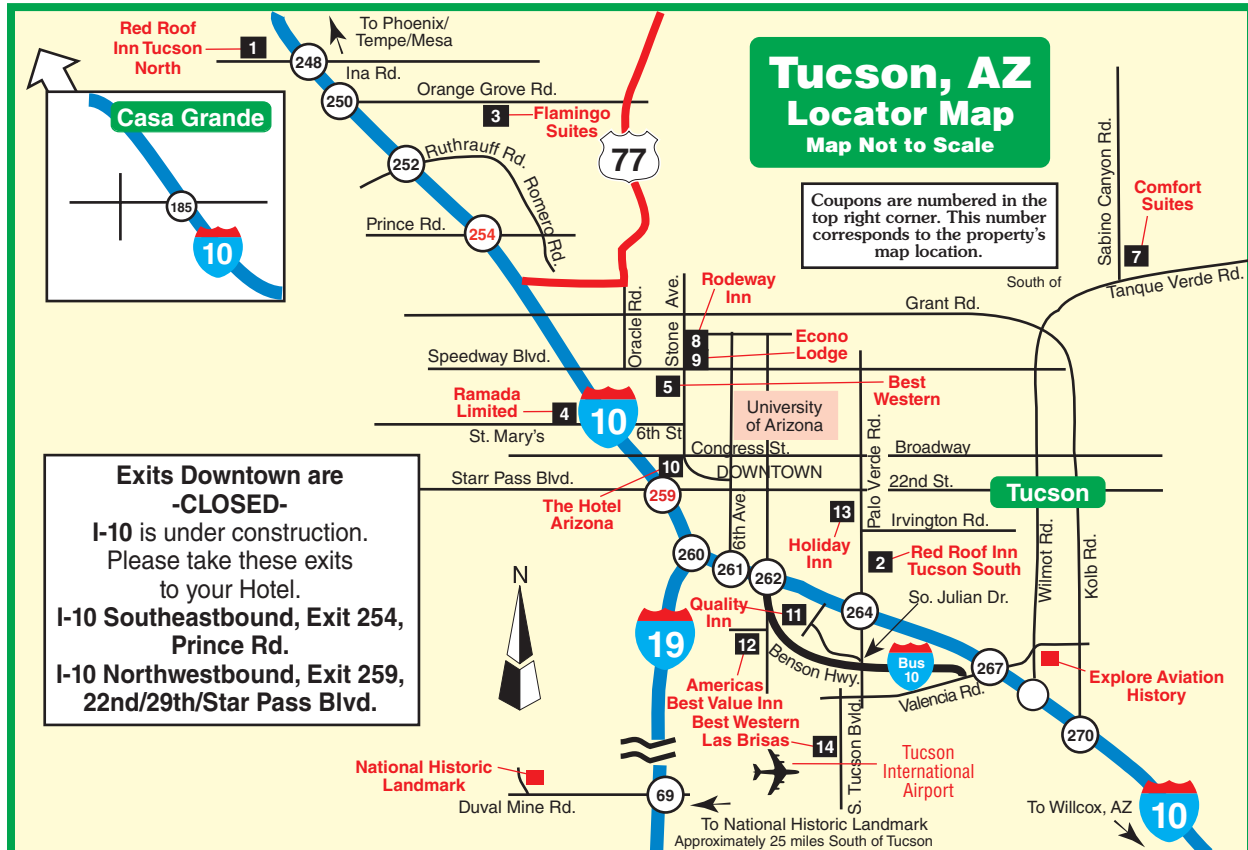 Tucson, AZ
Locator Map
Map Not to Scale
Coupons are numbered in the
top right corner. This number
corresponds to the property's
map location.
To Phoenix/
Tempe/Mesa
Red Roof
Inn Tucson
North
1
248
Ina Rd.
250
Orange Grove Rd.
3
Flamingo
Suites
Casa Grande
185
10
252
Ruthrauff Rd.
Romero Rd.
77
Prince Rd.
254
Sabino Canyon Rd.
Comfort
Suites
7
South of
Tanque Verde Rd.
Grant Rd.
Oracle Rd.
Stone Ave.
Rodeway
Inn
8
9
Econo
Lodge
Speedway Blvd.
5
Best
Western
Ramada
Limited
4
10
University
of Arizona
St. Mary's
6th St
Congress St.
Broadway
Palo Verde Rd.
10
DOWNTOWN
Starr Pass Blvd.
22nd St.
The Hotel
Arizona
259
Tucson
6th Ave.
13
Irvington Rd.
Holiday
Inn
2
Red Roof Inn
Tucson South
Wilmot Rd.
Kolb Rd.
260
261
262
264
So. Julian Dr.
Exits Downtown are
-CLOSED-
I-10 is under construction.
Please take these exits
to your Hotel.
I-10 Southeastbound, Exit 254,
Prince Rd.
I-10 Northwestbound, Exit 259,
22nd/29th/Star Pass Blvd.
N
19
Quality
Inn
11
12
Benson Hwy.
Bus
10
267
Valencia Rd.
Explore Aviation
History
Americas
Best Value Inn
Best Western
Las Brisas
14
S. Tucson Bvld.
Tucson
International
Airport
270
National Historic
Landmark
Duval Mine Rd.
69
To National Historic Landmark
Approximately 25 miles South of Tucson
To Willcox, AZ
10